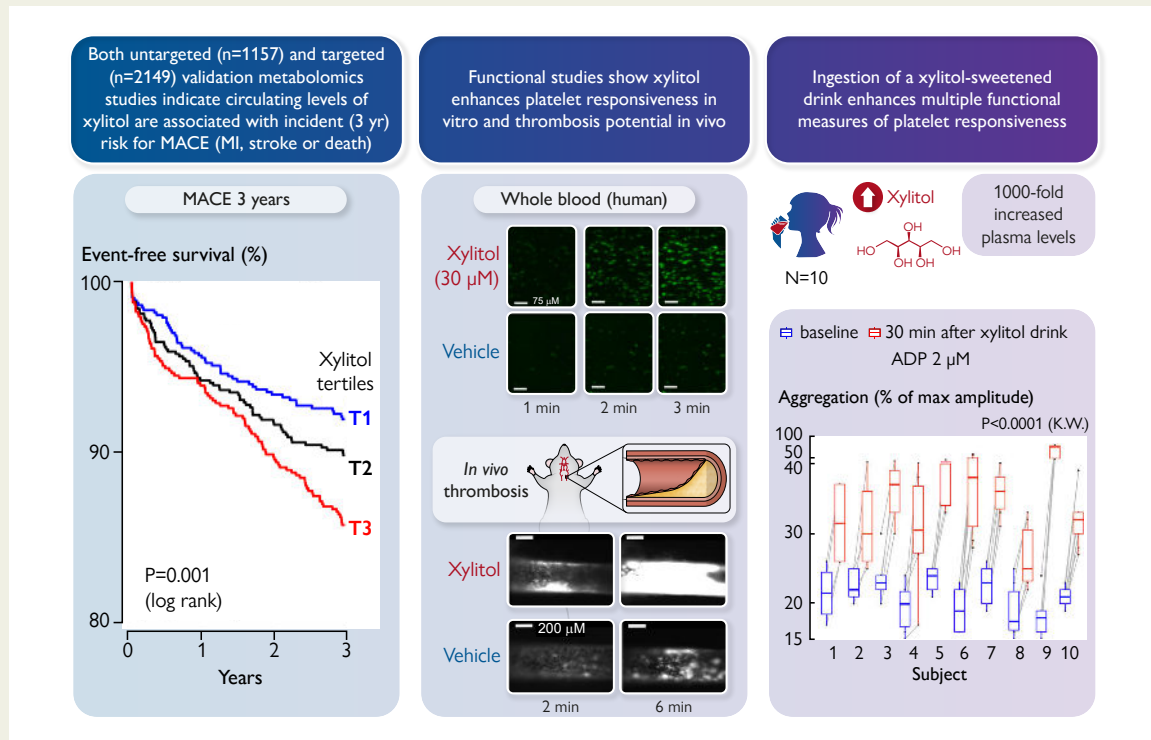 Both untargeted (n=1157) and targeted
(n=2149) validation metabolomics
studies indicate circulating levels of
xylitol are associated with incident (3 yr)
risk for MACE (MI, stroke or death)
MACE 3 years
Event-free survival (%)
100
90
80
Xylitol
tertiles
T1
T2
T3
P=0.001
(log rank)
0
1
2
3
Years
Functional studies show xylitol
enhances platelet responsiveness in
vitro and thrombosis potential in vivo
Whole blood (human)
Xylitol
(30 μM)
75 μM
Vehicle
1 min
2 min
3 min
In vivo
thrombosis
Xylitol
200 μM
Vehicle
2 min
6 min
Ingestion of a xylitol-sweetened
drink enhances multiple functional
measures of platelet responsiveness
Xylitol
OH
HO
OH
OH OH
N=10
1000-fold
increased
plasma levels
baseline
30 min after xylitol drink
ADP 2 μM
Aggregation (% of max amplitude)
P<0.0001 (K.W.)
100
50
40
30
20
15
1
2
3
4
5
6
7
8
9
10
Subject